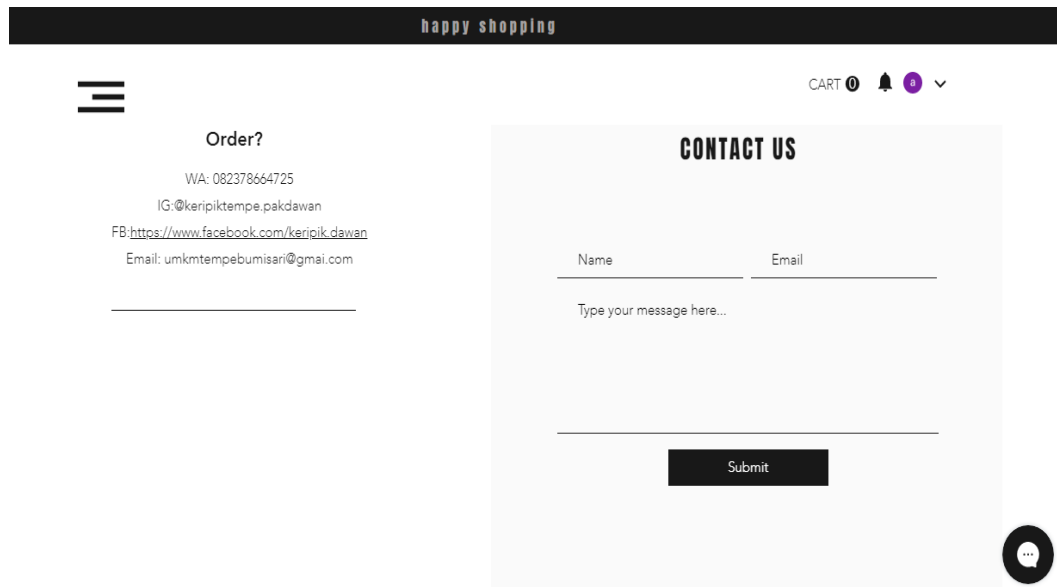 happy shopping
CART 0
a
Order?
WA: 082378664725
IG:@keripiktempe.pakdawan
FB:https://www.facebook.com/keripik.dawan
Email: umkmtempebumisari@gmai.com
CONTACT US
Name
Email
Type your message here...
Submit